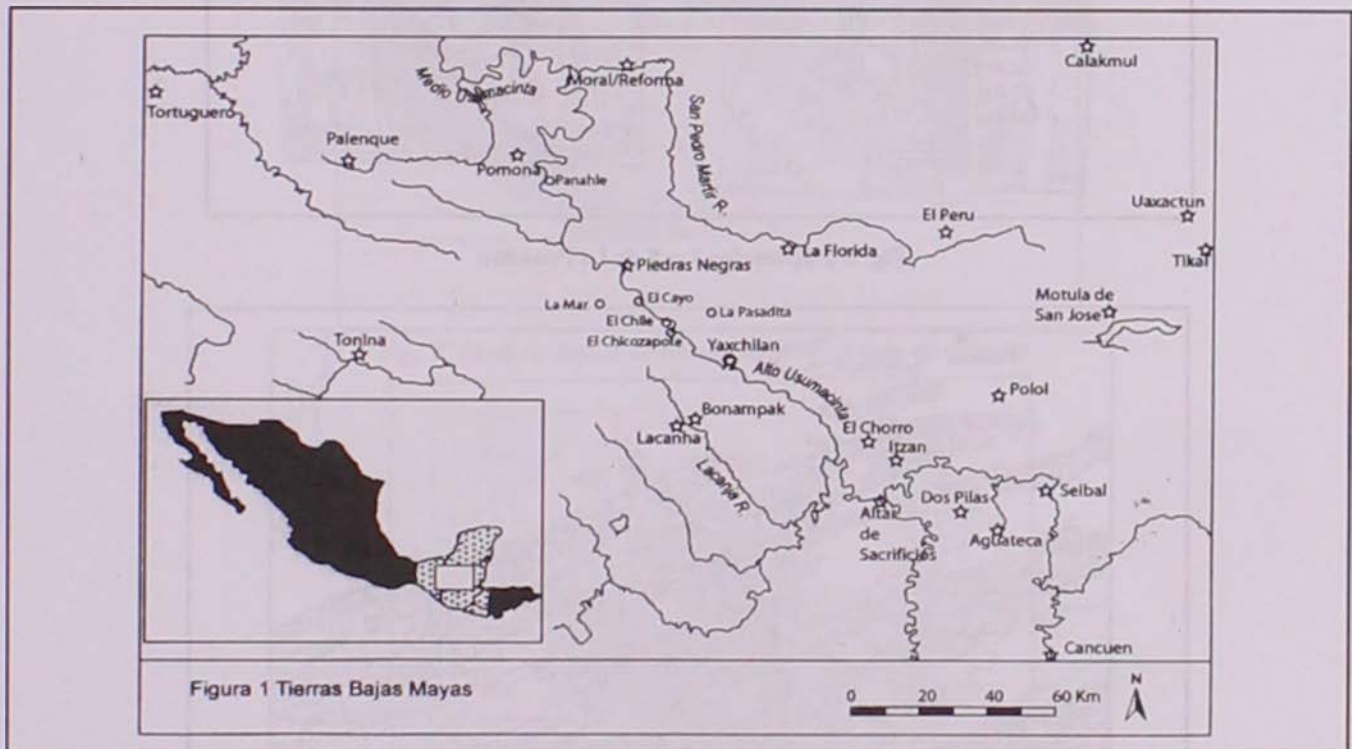 Calakmul
Moral/Reforma
Medio Usumacinta
Tortuguero
San Pedro Martir R.
Palenque
Pomona
Panahle
Uaxactun
El Peru
La Florida
Tikal
Piedras Negras
La Mar
El Cayo
La Pasadita
Motula de
San Jose
El Chile
El Chicozapote
Tonina
Yaxchilan
Alto Usumacinta
Polol
Bonampak
Lacanha
El Chorro
Itzan
Lacanja R.
Dos Pilas
Seibal
Altar
de
Sacrificios
Aguateca
Cancuen
Figura 1 Tierras Bajas Mayas
0 20 40 60 Km
N